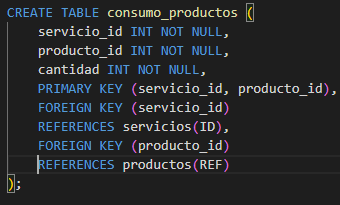 CREATE TABLE consumo_productos (
    servicio_id INT NOT NULL,
    producto_id INT NOT NULL,
    cantidad INT NOT NULL,
    PRIMARY KEY (servicio_id, producto_id),
    FOREIGN KEY (servicio_id)
    REFERENCES servicios(ID),
    FOREIGN KEY (producto_id)
    REFERENCES productos(REF)
);